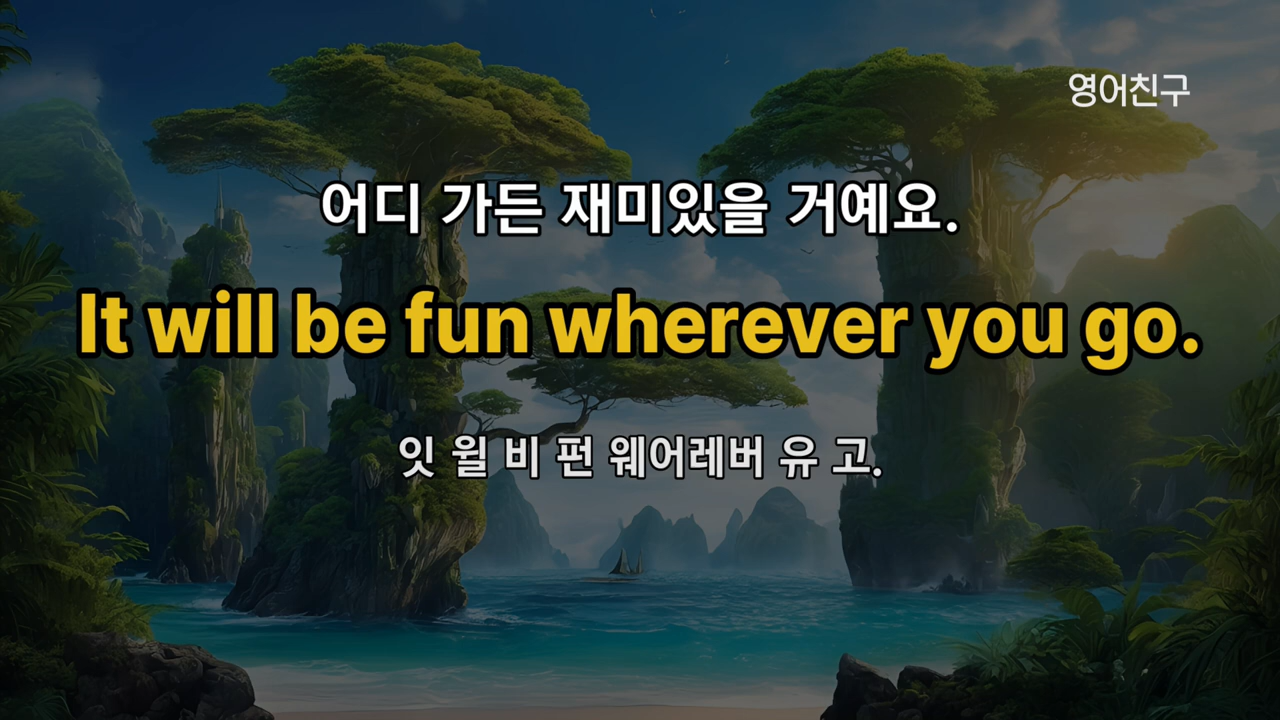 영어친구
어디 가든 재미있을 거예요.
It will be fun wherever you go.
잇 윌 비 펀 웨어레버 유 고.